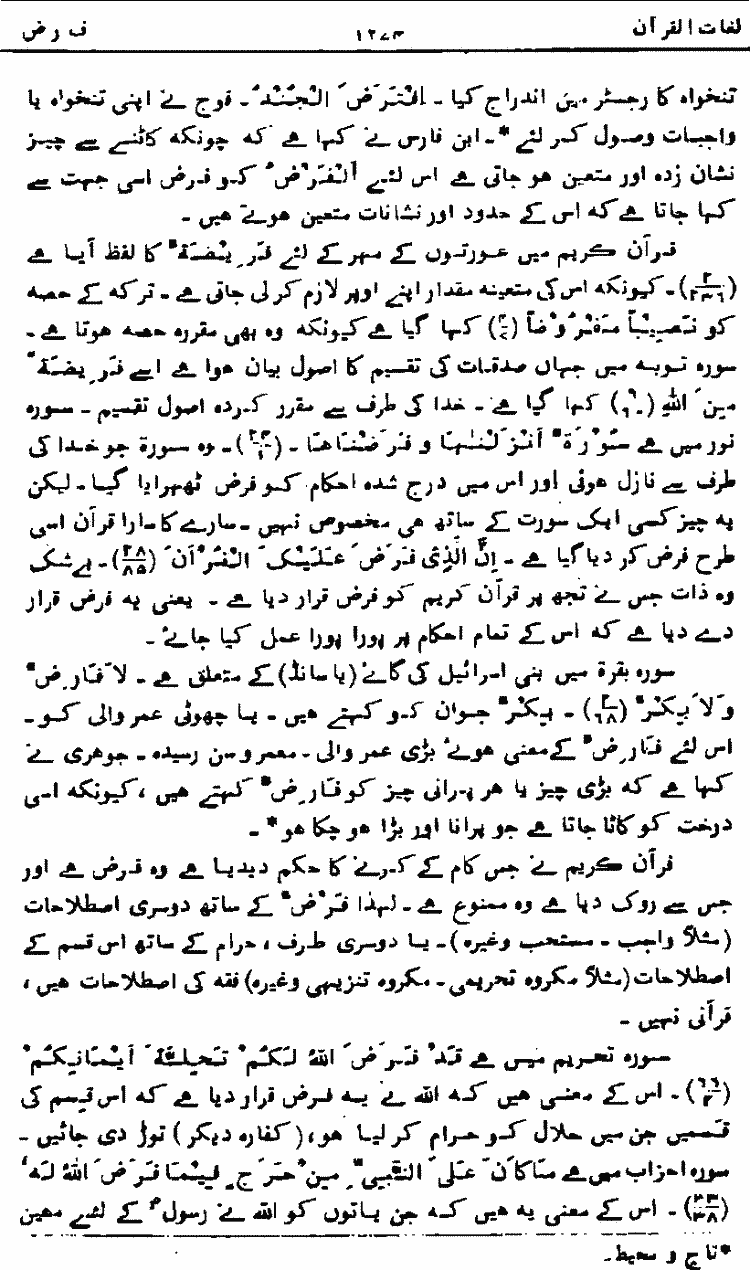 لغات القرآن ۱۲۷۳ ف ر ض
تنخواہ کا رجسٹر میں اندراج کیا ۔ اِفْتَرَضَ الْجُنْدُ ۔ فوج نے اپنی تنخواہ یا
واجبات وصول کر لئے * ۔ ابن فارس نے کہا ہے کہ چونکہ کاٹنے سے چیز
نشان زدہ اور متعین ہو جاتی ہے اس لئے اَلْفَرْضُ کو فرض اسی جہت سے
کہا جاتا ہے کہ اس کے حدود اور نشانات متعین ہوتے ہیں ۔
قرآن کریم میں عورتوں کے مہر کے لئے فَرِیْضَۃٌ کا لفظ آیا ہے
(۲/۲۳۶) ۔ کیونکہ اس کی متعینہ مقدار اپنے اوپر لازم کر لی جاتی ہے ۔ ترکہ کے حصہ
کو نَصِیْباً مَفْرُوْضاً (۴/۷) کہا گیا ہے کیونکہ وہ بھی مقررہ حصہ ہوتا ہے ۔
سورہ توبہ میں جہاں صدقات کی تقسیم کا اصول بیان ہوا ہے اسے فَرِیضَۃً
مِنَ اللّٰہِ (۹/۶۰) کہا گیا ہے ۔ خدا کی طرف سے مقرر کردہ اصول تقسیم ۔ سورہ
نور میں ہے سُوْرَۃٌ اَنْزَلْنٰہَا وَ فَرَضْنَاہَا ۔ (۲۴/۱) ۔ وہ سورۃ جو خدا کی
طرف سے نازل ہوئی اور اس میں درج شدہ احکام کو فرض ٹھہرایا گیا ۔ لیکن
یہ چیز کسی ایک سورت کے ساتھ ہی مخصوص نہیں ۔ سارے کا سارا قرآن اسی
طرح فرض کر دیا گیا ہے ۔ اِنَّ الَّذِی فَرَضَ عَلَیْکَ الْقُرْاٰنَ (۲۸/۸۵) ۔ بے شک
وہ ذات جس نے تجھ پر قرآن کریم کو فرض قرار دیا ہے ۔ یعنی یہ فرض قرار
دے دیا ہے کہ اس کے تمام احکام پر پورا پورا عمل کیا جائے ۔
سورہ بقرۃ میں بنی اسرائیل کی گائے (یا سانڈ) کے متعلق ہے ۔ لَا فَارِضٌ
وَ لَا بِکْرٌ (۲/۶۸) ۔ بِکْرٌ جوان کو کہتے ہیں ۔ یا چھوٹی عمر والی کو ۔
اس لئے فَارِضٌ کے معنی ہوئے بڑی عمر والی ۔ معمر و سن رسیدہ ۔ جوہری نے
کہا ہے کہ بڑی چیز یا ہر پرانی چیز کو فَارِضٌ کہتے ہیں ، کیونکہ اسی
درخت کو کاٹا جاتا ہے جو پرانا اور بڑا ہو چکا ہو * ۔
قرآن کریم نے جس کام کے کرنے کا حکم دیدیا ہے وہ فرض ہے اور
جس سے روک دیا ہے وہ ممنوع ہے ۔ لہذا فَرْضٌ کے ساتھ دوسری اصطلاحات
(مثلاً واجب ۔ مستحب وغیرہ) ۔ یا دوسری طرف ، حرام کے ساتھ اس قسم کے
اصطلاحات (مثلاً مکروہ تحریمی ۔ مکروہ تنزیہی وغیرہ) فقہ کی اصطلاحات ہیں ،
قرآنی نہیں ۔
سورہ تحریم میں ہے قَدْ فَرَضَ اللّٰہُ لَکُمْ تَحِلَّۃَ اَیْمَانِکُمْ
(۶۶/۲) ۔ اس کے معنی ہیں کہ اللہ نے یہ فرض قرار دیا ہے کہ اس قسم کی
قسمیں جن میں حلال کو حرام کر لیا ہو ، (کفارہ دیکر) توڑ دی جائیں ۔
سورہ احزاب میں ہے مَا کَانَ عَلَی النَّبِیِّ مِنْ حَرَجٍ فِیْمَا فَرَضَ اللّٰہُ لَہٗ
(۳۳/۳۸) ۔ اس کے معنی یہ ہیں کہ جن باتوں کو اللہ نے رسولؐ کے لئے معین
*تاج و محیط ۔